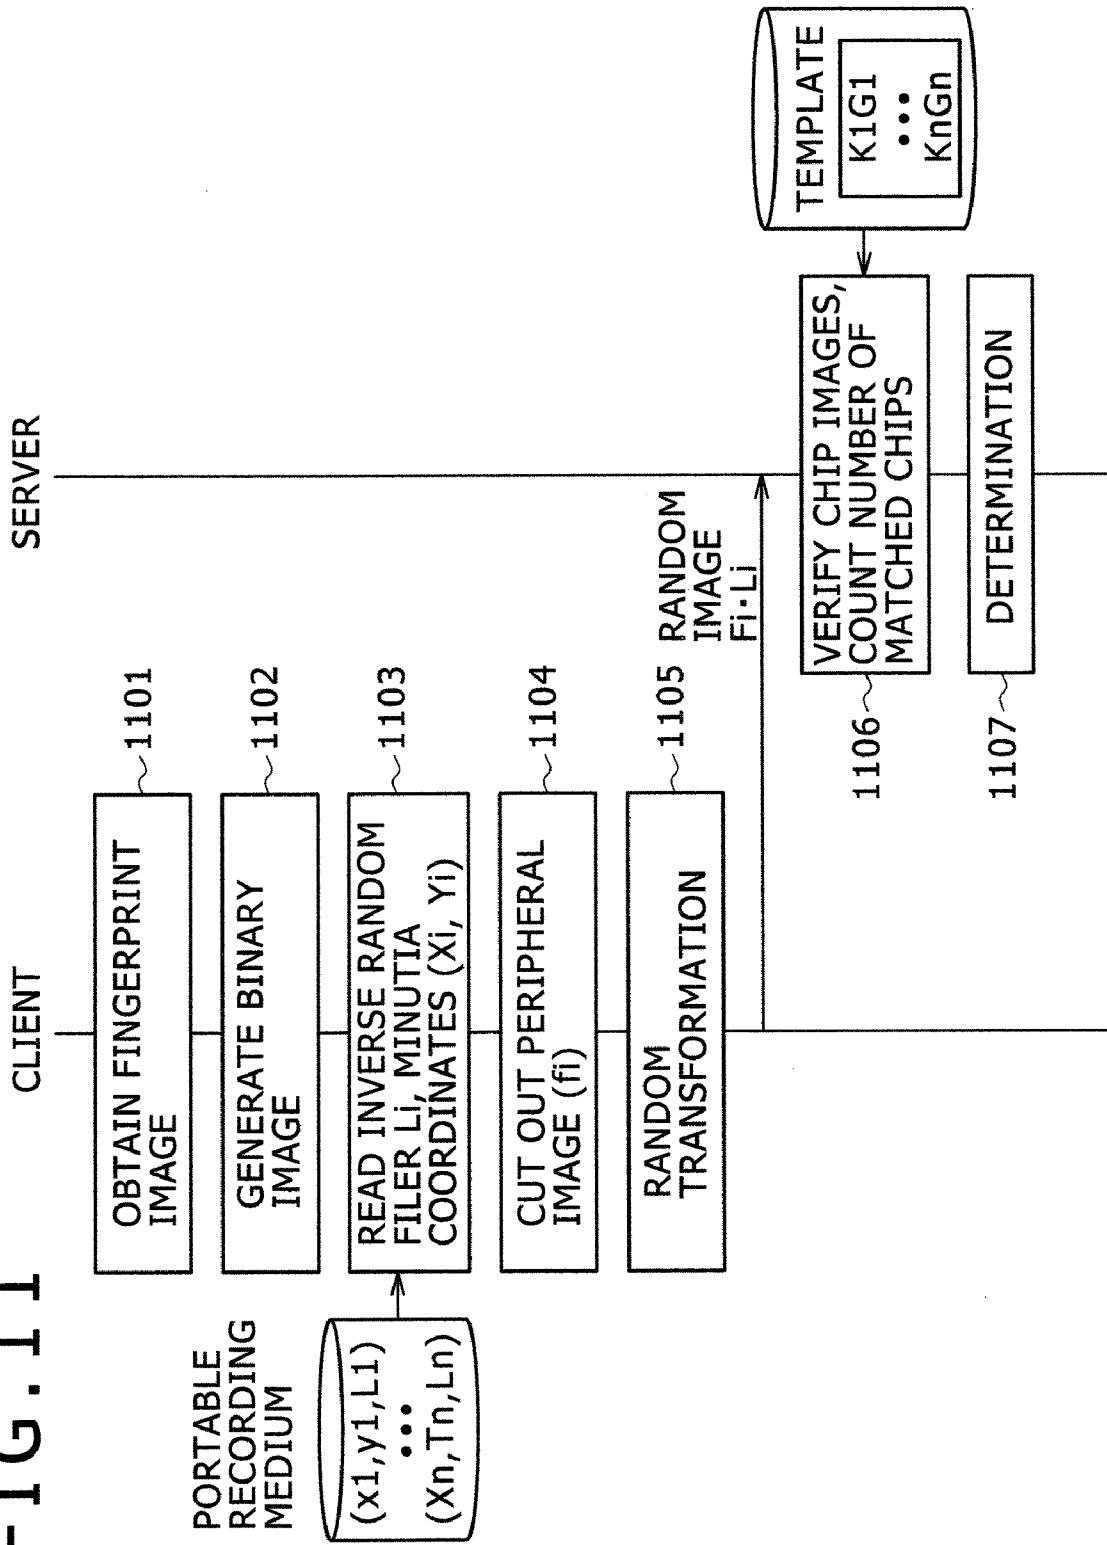 FIG.11
CLIENT
SERVER
PORTABLE
RECORDING
MEDIUM
(x1,y1,L1)
•••
(Xn,Tn,Ln)
OBTAIN FINGERPRINT
IMAGE
1101
GENERATE BINARY
IMAGE
1102
READ INVERSE RANDOM
FILER Li, MINUTIA
COORDINATES (Xi, Yi)
1103
CUT OUT PERIPHERAL
IMAGE (fi)
1104
RANDOM
TRANSFORMATION
1105
RANDOM
IMAGE
Fi·Li
VERIFY CHIP IMAGES,
COUNT NUMBER OF
MATCHED CHIPS
1106
TEMPLATE
K1G1
•••
KnGn
DETERMINATION
1107